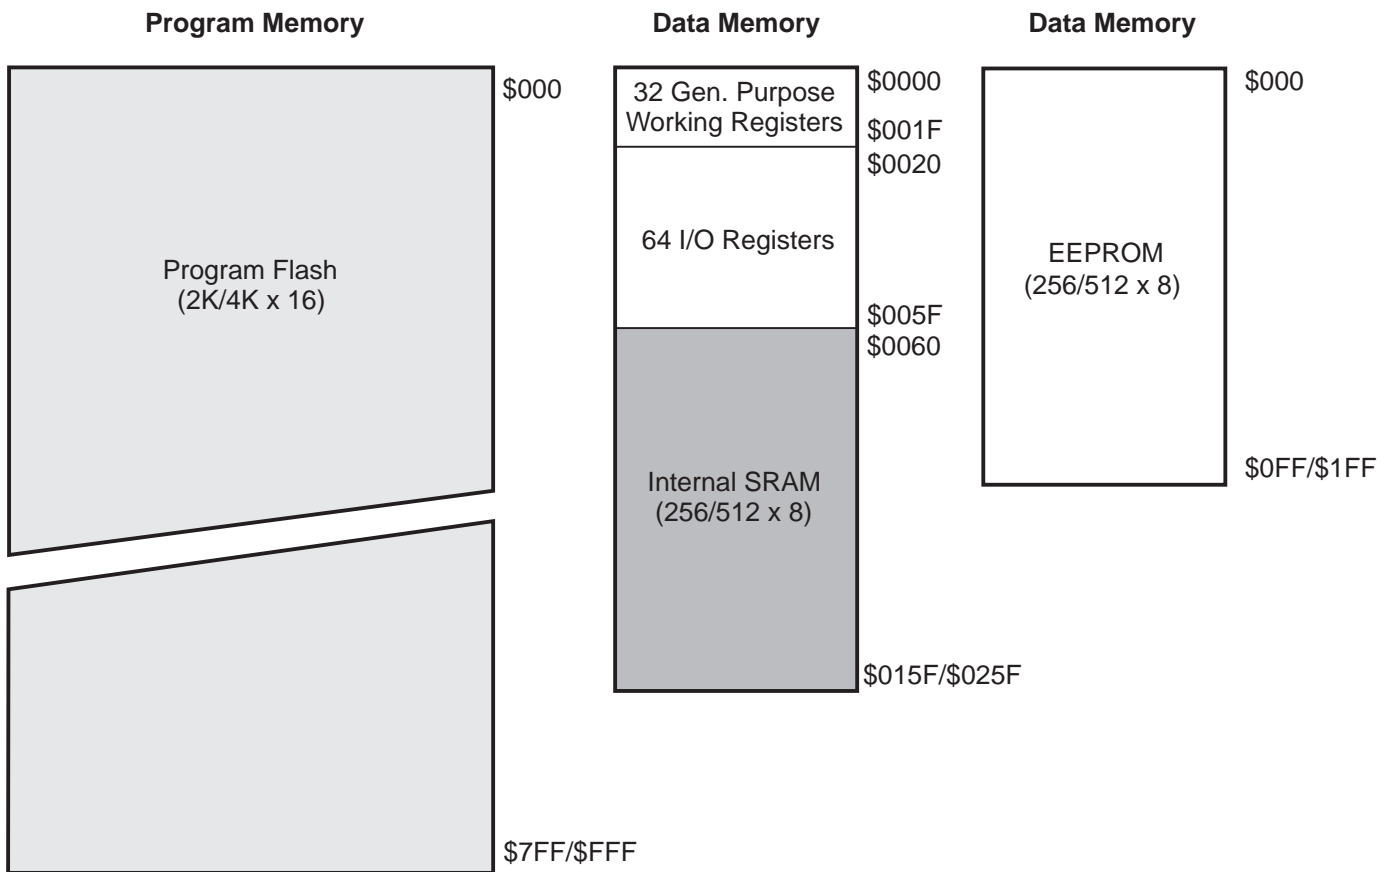 Program Memory
$000
Program Flash
(2K/4K x 16)
$7FF/$FFF
Data Memory
32 Gen. Purpose
Working Registers
$0000
$001F
$0020
64 I/O Registers
$005F
$0060
Internal SRAM
(256/512 x 8)
$015F/$025F
Data Memory
$000
EEPROM
(256/512 x 8)
$0FF/$1FF